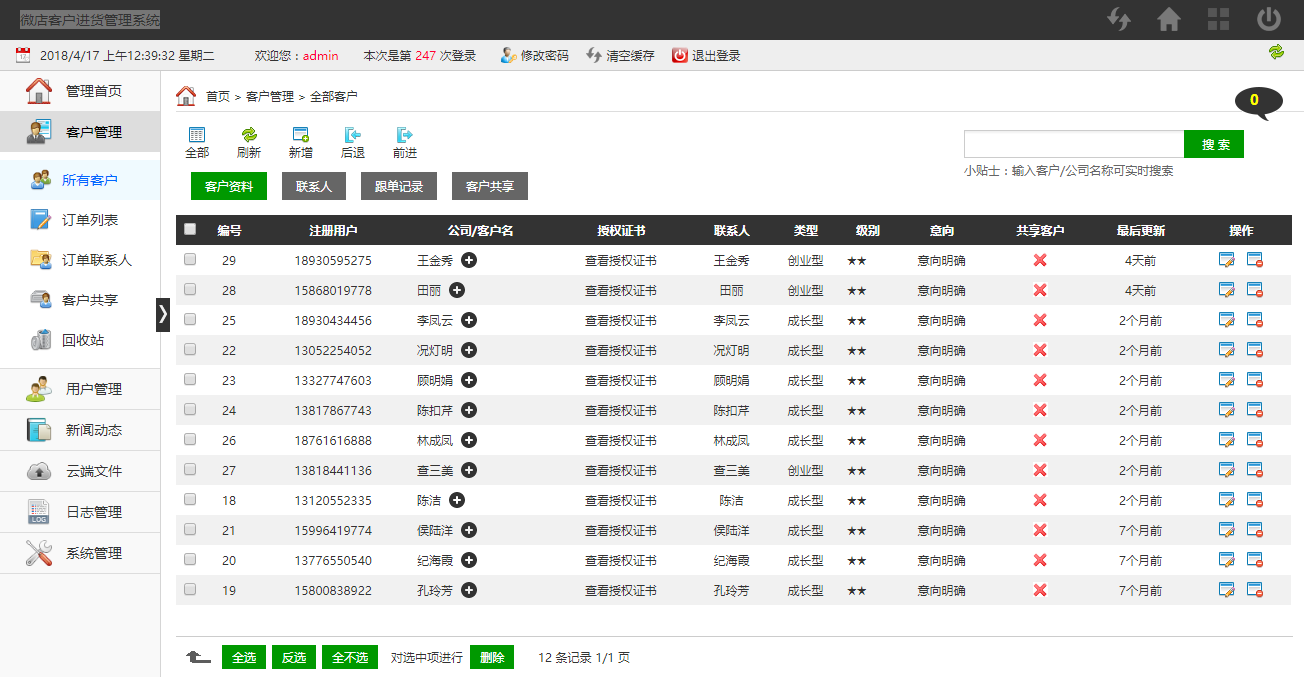 微店客户进货管理系统
2018/4/17 上午12:39:32 星期二 欢迎您：admin 本次是第 247 次登录 修改密码 清空缓存 退出登录
管理首页
客户管理
所有客户
订单列表
订单联系人
客户共享
回收站
用户管理
新闻动态
云端文件
日志管理
系统管理
首页 > 客户管理 > 全部客户
0
全部 刷新 新增 后退 前进
搜 索
小贴士：输入客户/公司名称可实时搜索
客户资料 联系人 跟单记录 客户共享
编号 注册用户 公司/客户名 授权证书 联系人 类型 级别 意向 共享客户 最后更新 操作
29 18930595275 王金秀 查看授权证书 王金秀 创业型 ★★ 意向明确 4天前
28 15868019778 田丽 查看授权证书 田丽 创业型 ★★ 意向明确 4天前
25 18930434456 李凤云 查看授权证书 李凤云 成长型 ★★ 意向明确 2个月前
22 13052254052 况灯明 查看授权证书 况灯明 成长型 ★★ 意向明确 2个月前
23 13327747603 顾明娟 查看授权证书 顾明娟 成长型 ★★ 意向明确 2个月前
24 13817867743 陈扣芹 查看授权证书 陈扣芹 成长型 ★★ 意向明确 2个月前
26 18761616888 林成凤 查看授权证书 林成凤 成长型 ★★ 意向明确 2个月前
27 13818441136 查三美 查看授权证书 查三美 创业型 ★★ 意向明确 2个月前
18 13120552335 陈洁 查看授权证书 陈洁 成长型 ★★ 意向明确 2个月前
21 15996419774 侯陆洋 查看授权证书 侯陆洋 成长型 ★★ 意向明确 7个月前
20 13776550540 纪海霞 查看授权证书 纪海霞 成长型 ★★ 意向明确 7个月前
19 15800838922 孔玲芳 查看授权证书 孔玲芳 成长型 ★★ 意向明确 7个月前
全选 反选 全不选 对选中项进行 删除 12 条记录 1/1 页